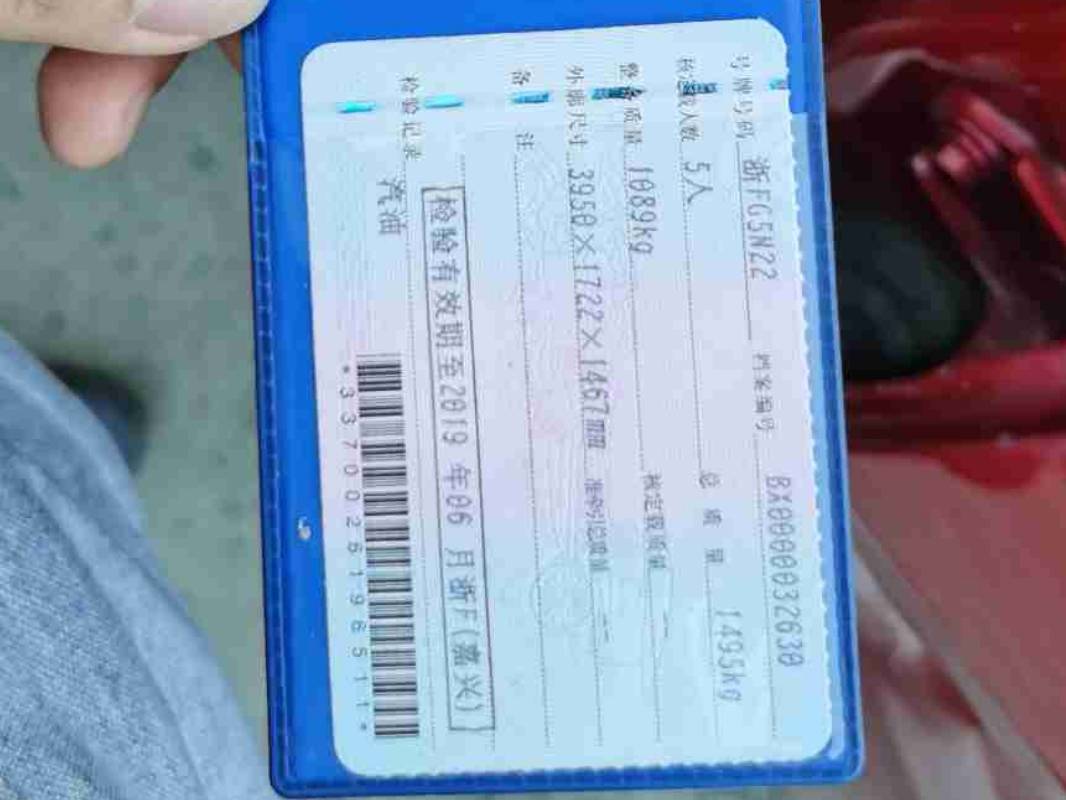 号牌号码 浙FG5N22 档案编号 BX0000032630
核定载人数 5人 总质量 1495kg
整备质量 1089kg 核定载质量 --
外廓尺寸 3950×1722×1467mm 准牵引总质量 --
备注
检验有效期至2019年06月浙F(嘉兴)
检验记录
汽油
*3370025196511*